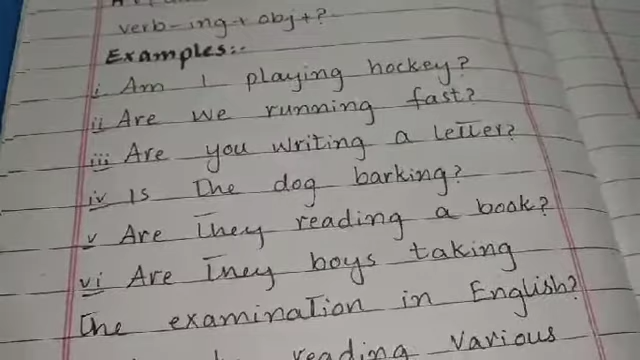 verb-ing + obj + ?
Examples:-
i Am I playing hockey?
ii Are we running fast?
iii Are you writing a letter?
iv Is the dog barking?
v Are they reading a book?
vi Are they boys taking
the examination in English?
reading various